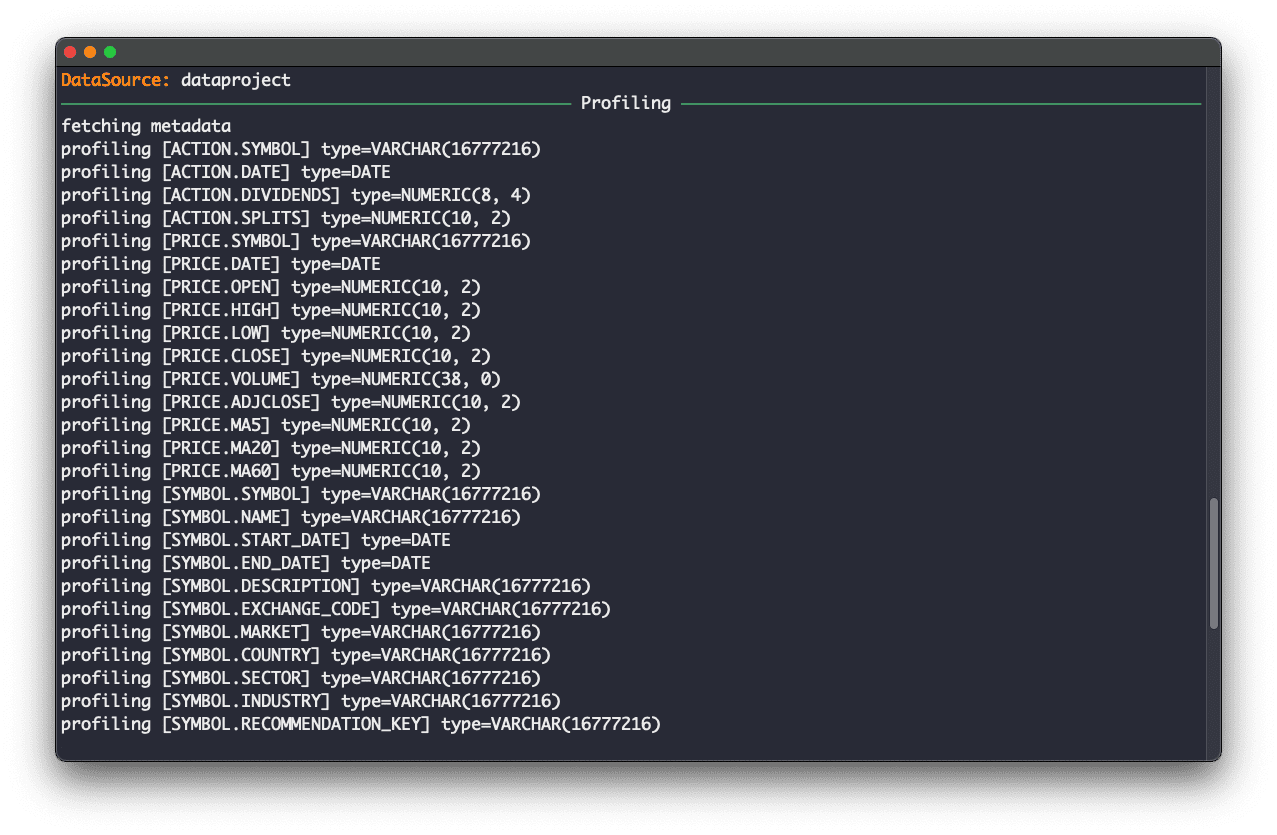 DataSource: dataproject
Profiling
fetching metadata
profiling [ACTION.SYMBOL] type=VARCHAR(16777216)
profiling [ACTION.DATE] type=DATE
profiling [ACTION.DIVIDENDS] type=NUMERIC(8, 4)
profiling [ACTION.SPLITS] type=NUMERIC(10, 2)
profiling [PRICE.SYMBOL] type=VARCHAR(16777216)
profiling [PRICE.DATE] type=DATE
profiling [PRICE.OPEN] type=NUMERIC(10, 2)
profiling [PRICE.HIGH] type=NUMERIC(10, 2)
profiling [PRICE.LOW] type=NUMERIC(10, 2)
profiling [PRICE.CLOSE] type=NUMERIC(10, 2)
profiling [PRICE.VOLUME] type=NUMERIC(38, 0)
profiling [PRICE.ADJCLOSE] type=NUMERIC(10, 2)
profiling [PRICE.MA5] type=NUMERIC(10, 2)
profiling [PRICE.MA20] type=NUMERIC(10, 2)
profiling [PRICE.MA60] type=NUMERIC(10, 2)
profiling [SYMBOL.SYMBOL] type=VARCHAR(16777216)
profiling [SYMBOL.NAME] type=VARCHAR(16777216)
profiling [SYMBOL.START_DATE] type=DATE
profiling [SYMBOL.END_DATE] type=DATE
profiling [SYMBOL.DESCRIPTION] type=VARCHAR(16777216)
profiling [SYMBOL.EXCHANGE_CODE] type=VARCHAR(16777216)
profiling [SYMBOL.MARKET] type=VARCHAR(16777216)
profiling [SYMBOL.COUNTRY] type=VARCHAR(16777216)
profiling [SYMBOL.SECTOR] type=VARCHAR(16777216)
profiling [SYMBOL.INDUSTRY] type=VARCHAR(16777216)
profiling [SYMBOL.RECOMMENDATION_KEY] type=VARCHAR(16777216)